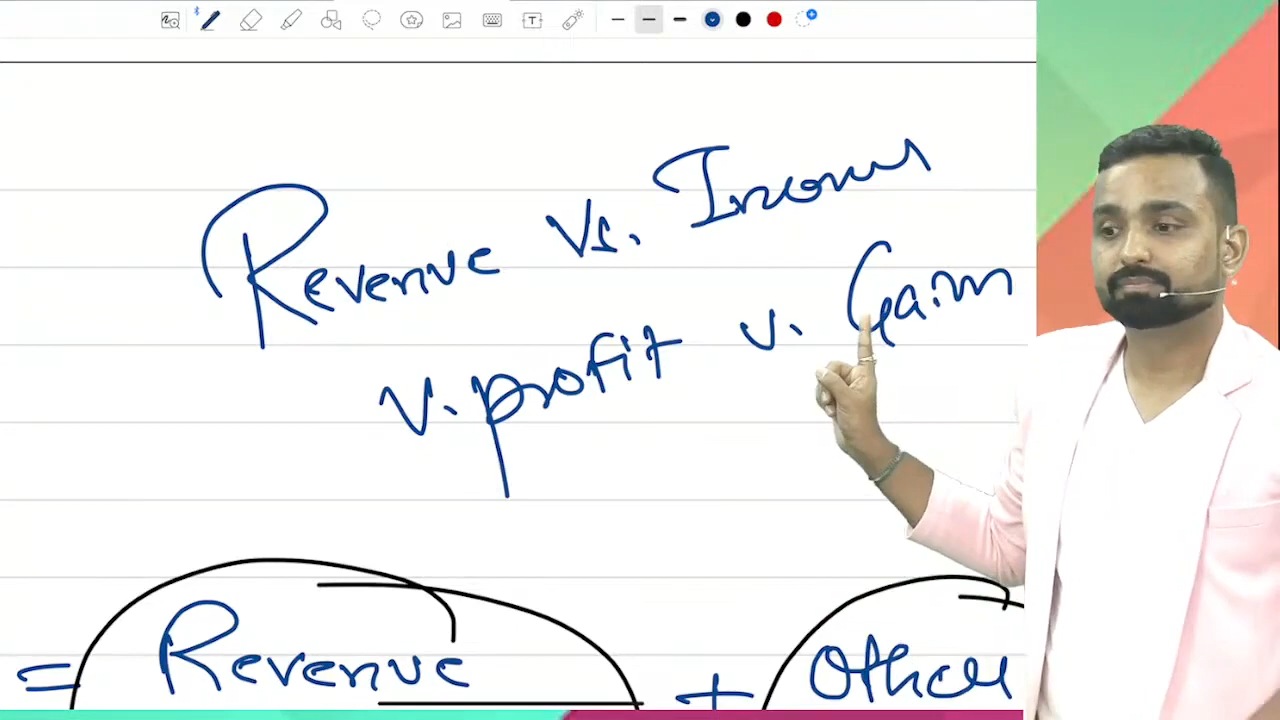 Revenue Vs. Income
V. profit V. Gain
= Revenue + Other
T